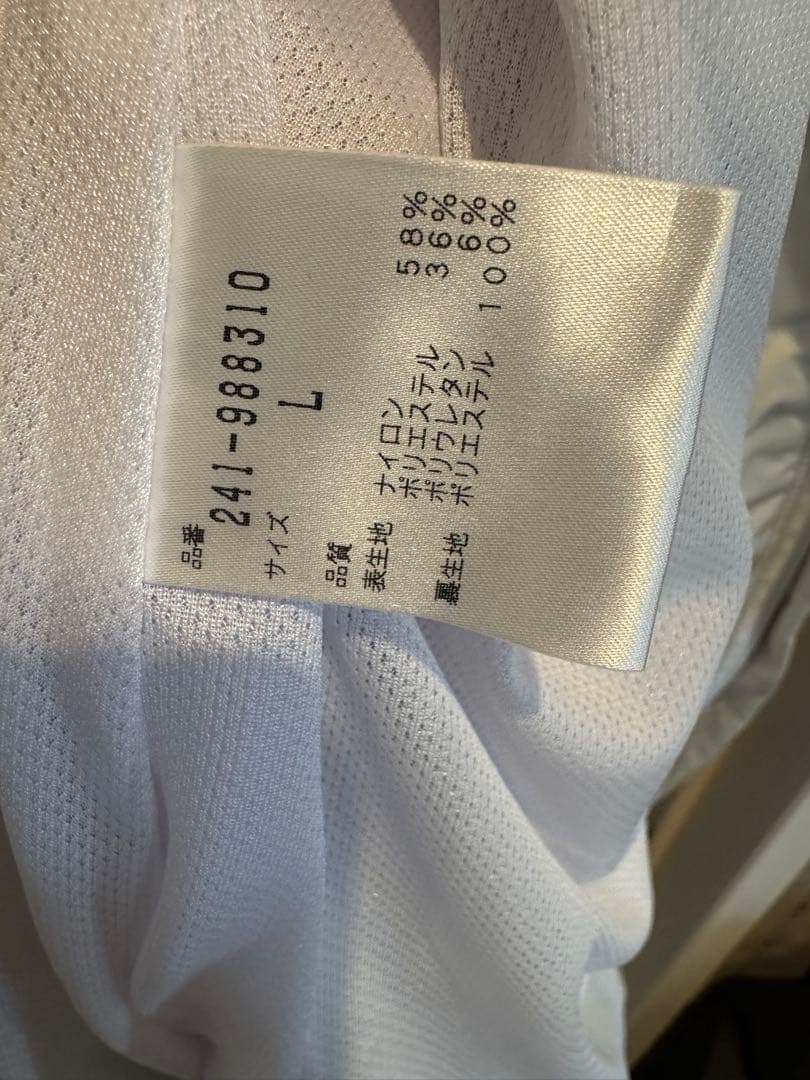 品番
241-988310
サイズ L
品質
表生地 ナイロン 58%
ポリエステル 36%
ポリウレタン 6%
裏生地 ポリエステル 100%